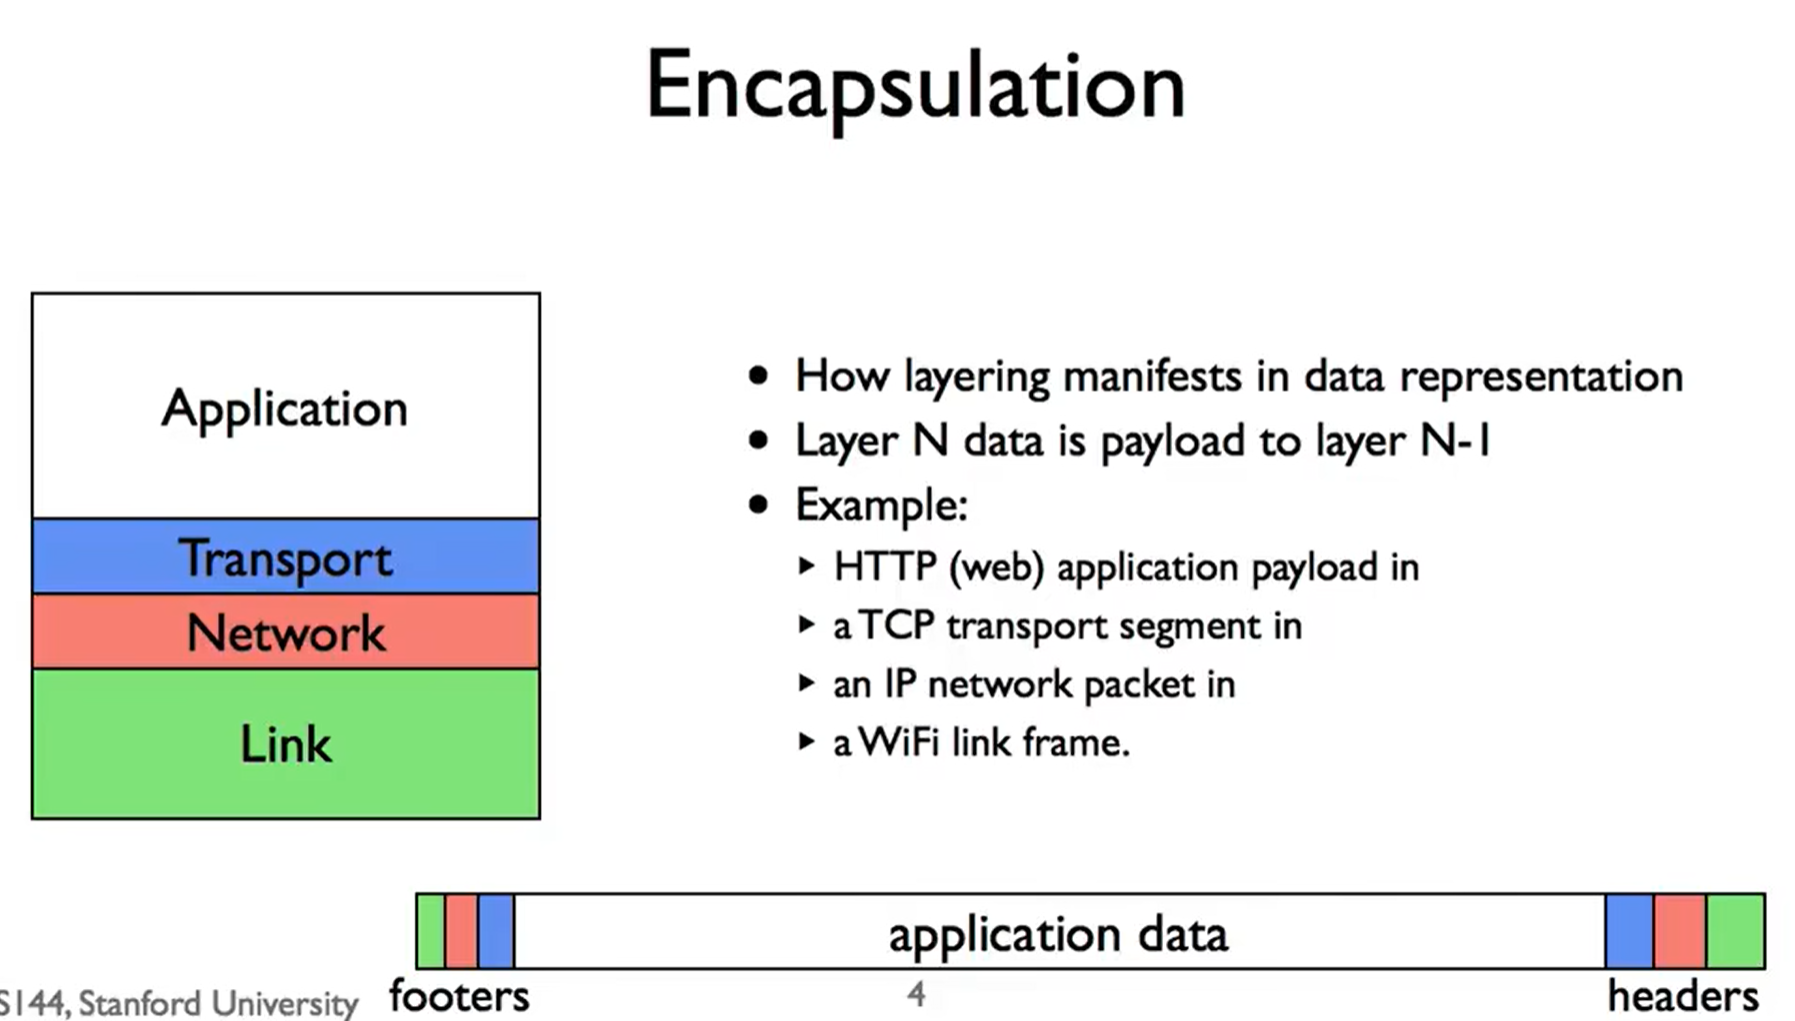 Encapsulation
Application
Transport
Network
Link
• How layering manifests in data representation
• Layer N data is payload to layer N-1
• Example:
‣ HTTP (web) application payload in
‣ a TCP transport segment in
‣ an IP network packet in
‣ a WiFi link frame.
application data
footers
headers
S144, Stanford University
4